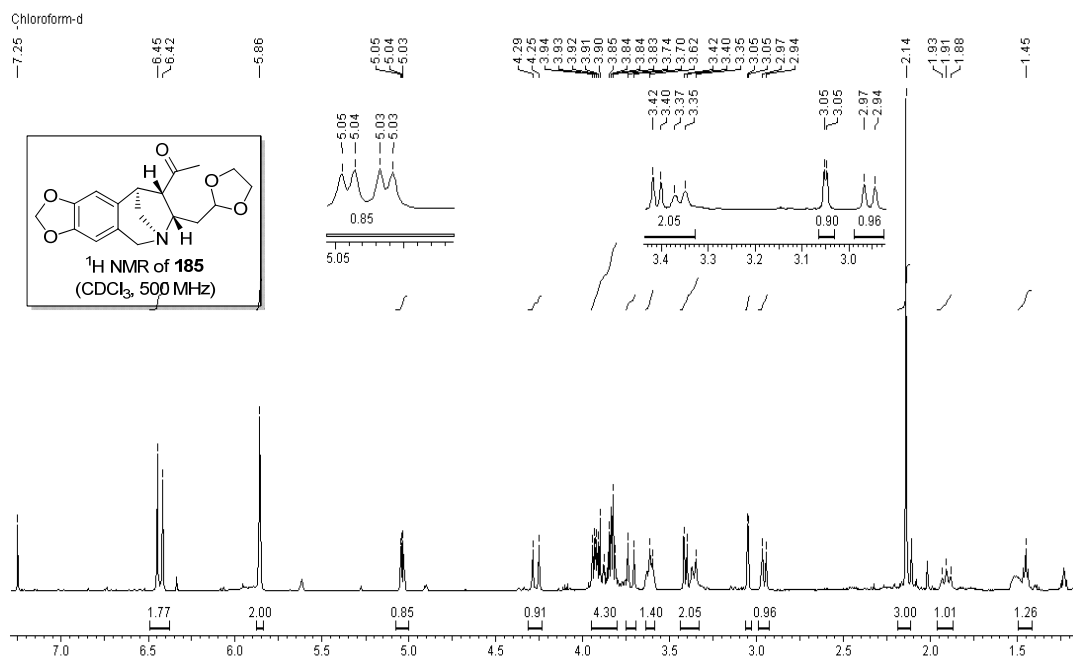 Chloroform-d
7.25 6.45 6.42 5.86 5.05 5.04 5.03 4.29 4.25 3.94 3.93 3.92 3.91 3.90 3.85 3.84 3.84 3.83 3.74 3.70 3.62 3.42 3.40 3.35 3.05 3.05 2.97 2.94 2.14 1.93 1.91 1.88 1.45
5.05 5.04 5.03 5.03
3.42 3.40 3.37 3.35 3.05 3.05 2.97 2.94
O
H
O
O
O
O
N
H
0.85
5.05
2.05 0.90 0.96
3.4 3.3 3.2 3.1 3.0
¹H NMR of 185
(CDCl₃, 500 MHz)
1.77 2.00 0.85 0.91 4.30 1.40 2.05 0.96 3.00 1.01 1.26
7.0 6.5 6.0 5.5 5.0 4.5 4.0 3.5 3.0 2.5 2.0 1.5